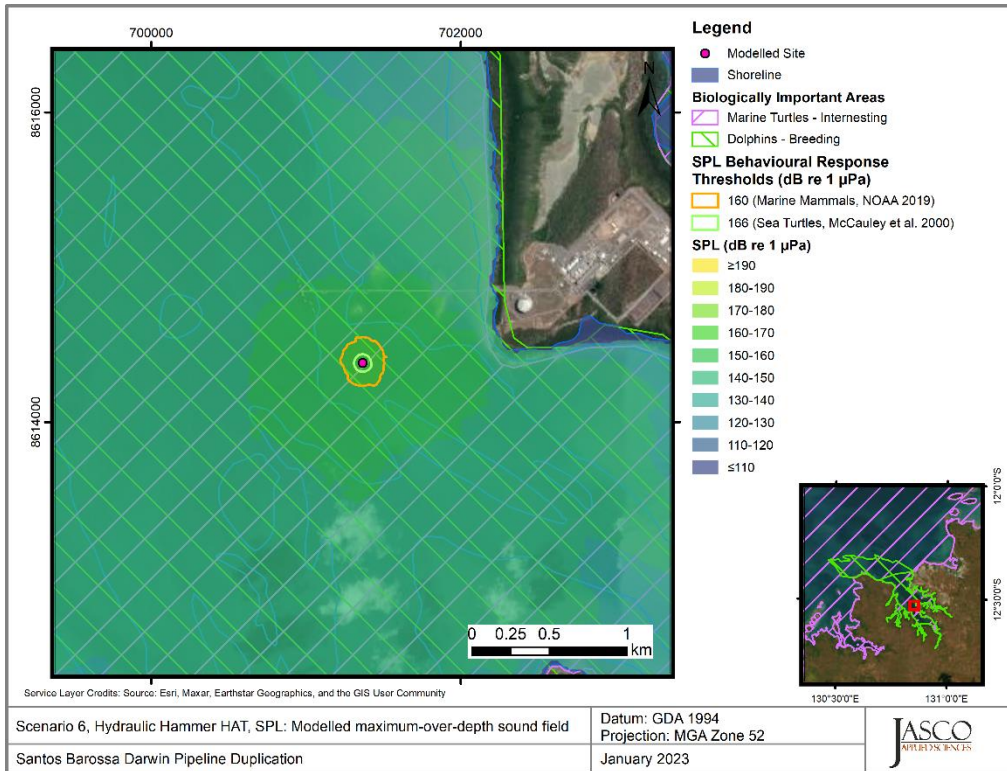 700000
702000
8616000
8614000
N
0 0.25 0.5 1
km
Service Layer Credits: Source: Esri, Maxar, Earthstar Geographics, and the GIS User Community
Legend
Modelled Site
Shoreline
Biologically Important Areas
Marine Turtles - Internesting
Dolphins - Breeding
SPL Behavioural Response
Thresholds (dB re 1 µPa)
160 (Marine Mammals, NOAA 2019)
166 (Sea Turtles, McCauley et al. 2000)
SPL (dB re 1 µPa)
≥190
180-190
170-180
160-170
150-160
140-150
130-140
120-130
110-120
≤110
12°0'0"S
12°30'0"S
130°30'0"E
131°0'0"E
Scenario 6, Hydraulic Hammer HAT, SPL: Modelled maximum-over-depth sound field
Santos Barossa Darwin Pipeline Duplication
Datum: GDA 1994
Projection: MGA Zone 52
January 2023
JASCO
APPLIED SCIENCES